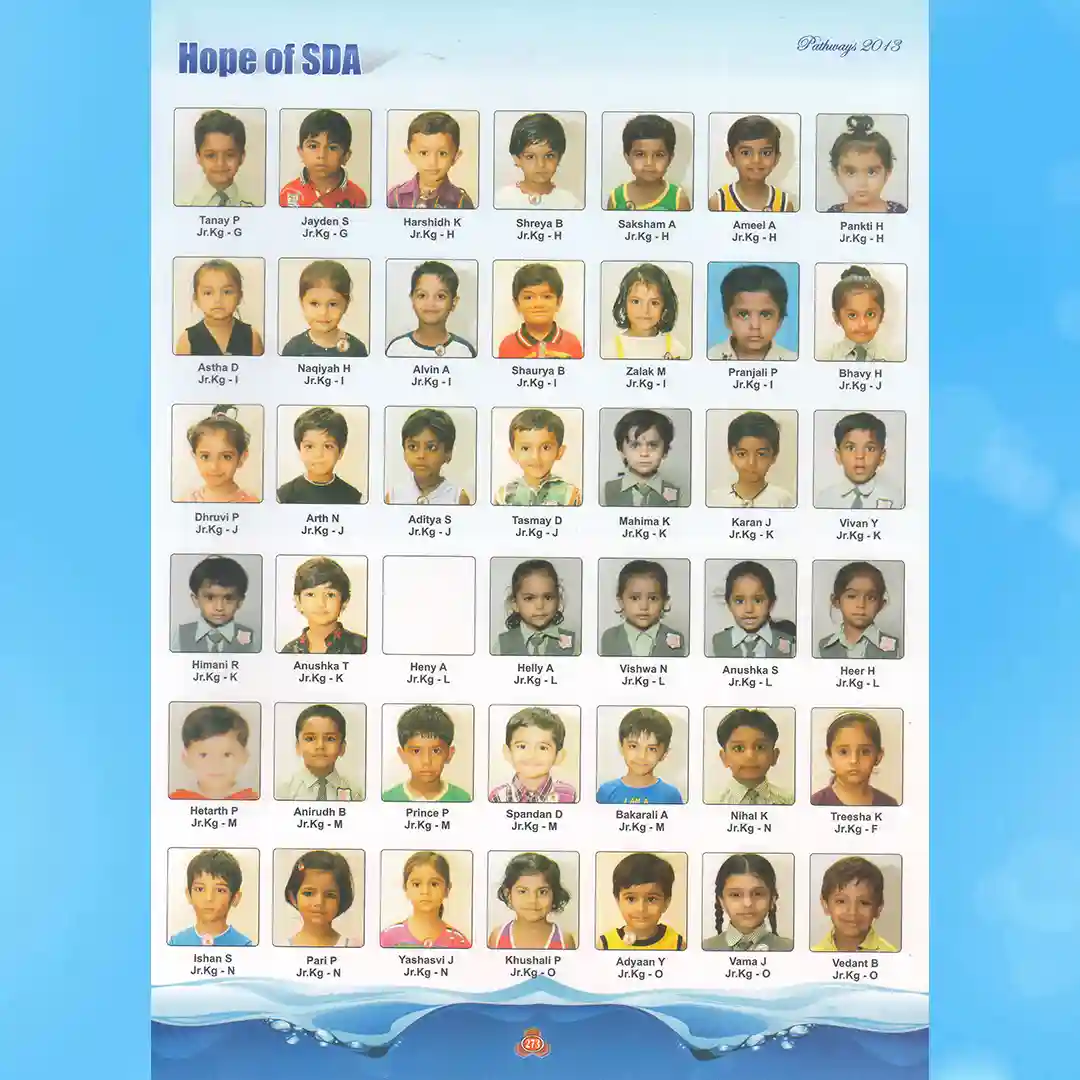 Hope of SDA
Pathways 2013
Tanay P
Jr.Kg - G
Jayden S
Jr.Kg - G
Harshidh K
Jr.Kg - H
Shreya B
Jr.Kg - H
Saksham A
Jr.Kg - H
Ameel A
Jr.Kg - H
Pankti H
Jr.Kg - H
Astha D
Jr.Kg - I
Naqiyah H
Jr.Kg - I
Alvin A
Jr.Kg - I
Shaurya B
Jr.Kg - I
Zalak M
Jr.Kg - I
Pranjali P
Jr.Kg - I
Bhavy H
Jr.Kg - J
Dhruvi P
Jr.Kg - J
Arth N
Jr.Kg - J
Aditya S
Jr.Kg - J
Tasmay D
Jr.Kg - J
Mahima K
Jr.Kg - K
Karan J
Jr.Kg - K
Vivan Y
Jr.Kg - K
Himani R
Jr.Kg - K
Anushka T
Jr.Kg - K
Heny A
Jr.Kg - L
Helly A
Jr.Kg - L
Vishwa N
Jr.Kg - L
Anushka S
Jr.Kg - L
Heer H
Jr.Kg - L
Hetarth P
Jr.Kg - M
Anirudh B
Jr.Kg - M
Prince P
Jr.Kg - M
Spandan D
Jr.Kg - M
I AM A
Bakarali A
Jr.Kg - M
Nihal K
Jr.Kg - N
Treesha K
Jr.Kg - F
Ishan S
Jr.Kg - N
Pari P
Jr.Kg - N
Yashasvi J
Jr.Kg - N
Khushali P
Jr.Kg - O
Adyaan Y
Jr.Kg - O
Vama J
Jr.Kg - O
Vedant B
Jr.Kg - O
273